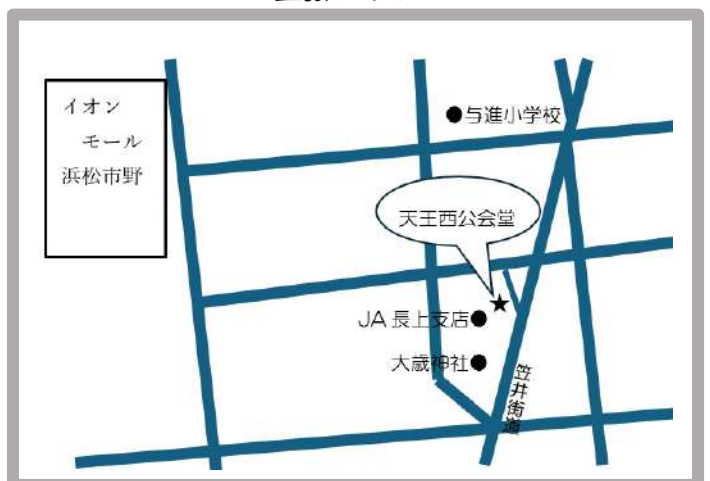 イオン
モール
浜松市野
●与進小学校
天王西公会堂
★
JA 長上支店●
大歳神社●
笠井街道